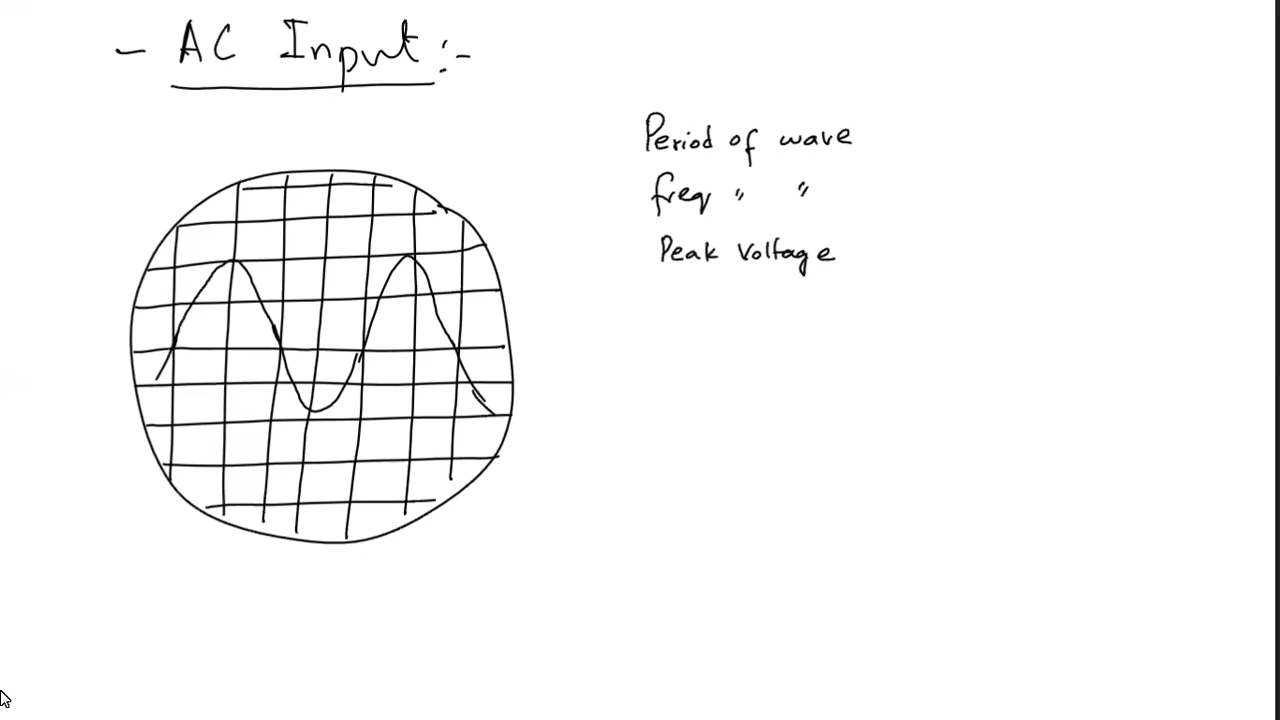 - AC Input :-
Period of wave
freq " "
Peak Voltage